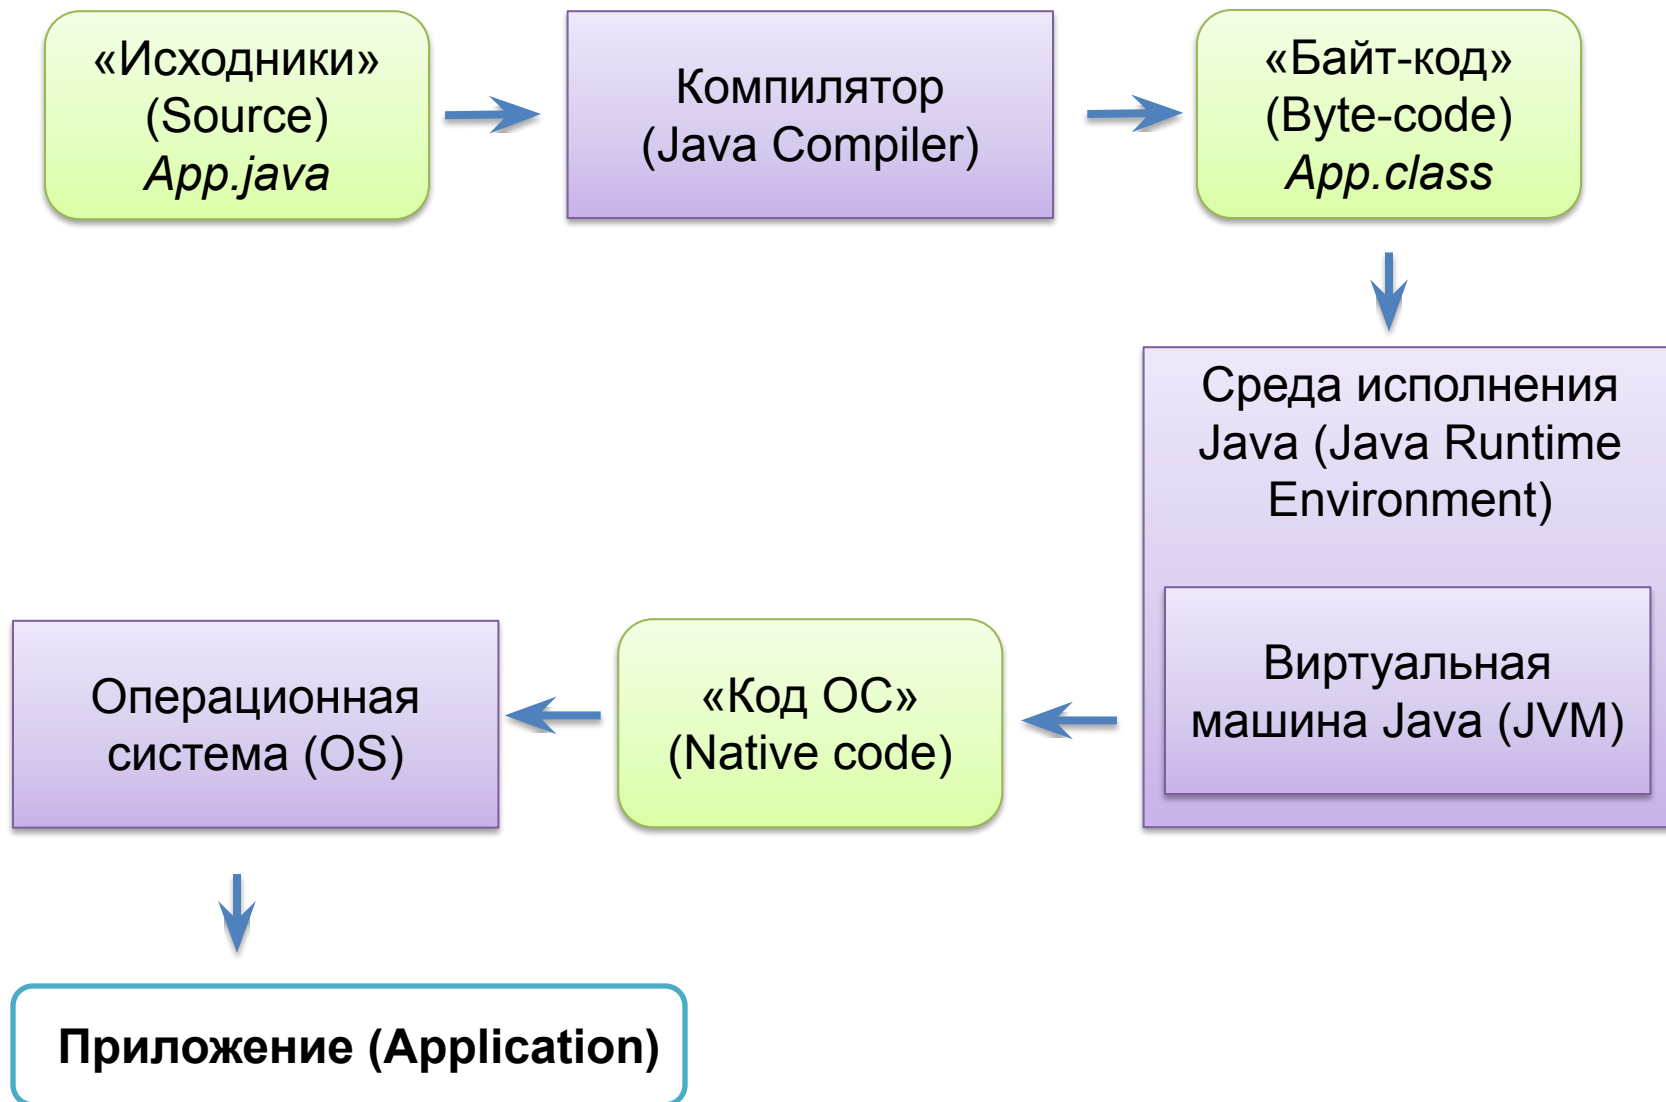 «Исходники»
(Source)
App.java
Компилятор
(Java Compiler)
«Байт-код»
(Byte-code)
App.class
Среда исполнения
Java (Java Runtime
Environment)
Виртуальная
машина Java (JVM)
«Код ОС»
(Native code)
Операционная
система (OS)
Приложение (Application)